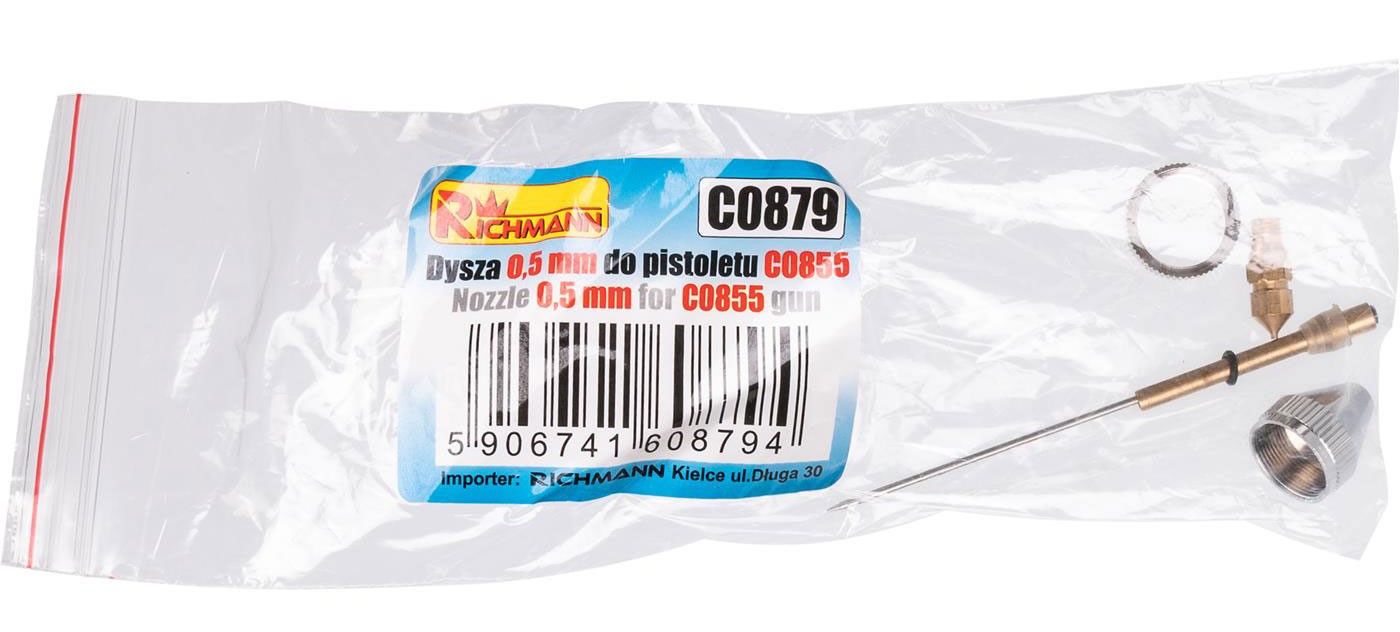 RICHMANN
C0879
Dysza 0,5 mm do pistoletu C0855
Nozzle 0,5 mm for C0855 gun
5 906741 608794
Importer: RICHMANN Kielce ul.Długa 30